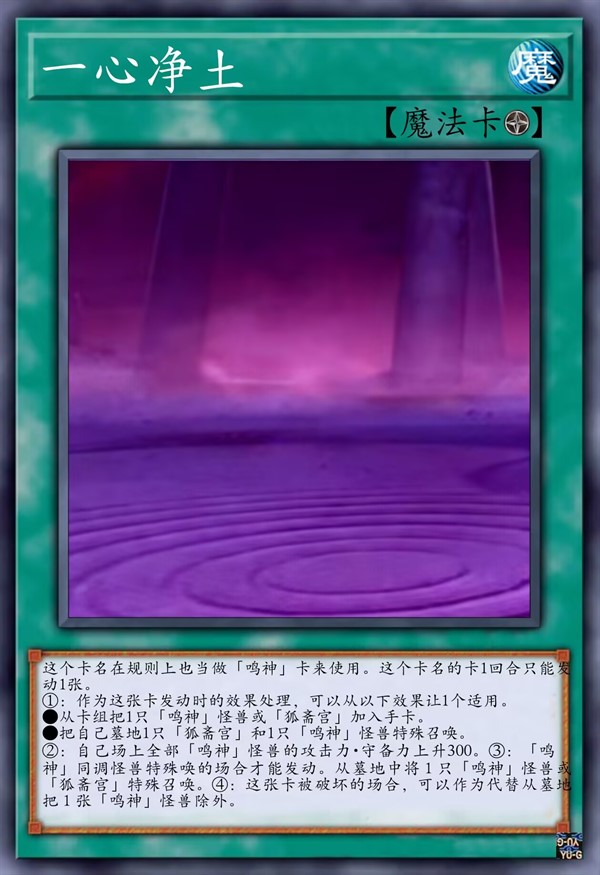 一心净土
魔
【魔法卡】
这个卡名在规则上也当做「鸣神」卡来使用。这个卡名的卡1回合只能发
动1张。
①：作为这张卡发动时的效果处理，可以从以下效果让1个适用。
●从卡组把1只「鸣神」怪兽或「狐斋宫」加入手卡。
●把自己墓地1只「狐斋宫」和1只「鸣神」怪兽特殊召唤。
②：自己场上全部「鸣神」怪兽的攻击力·守备力上升300。③：「鸣
神」同调怪兽特殊唤的场合才能发动。从墓地中将１只「鸣神」怪兽或
「狐斋宫」特殊召唤。④：这张卡被破坏的场合，可以作为代替从墓地
把１张「鸣神」怪兽除外。
YU-G